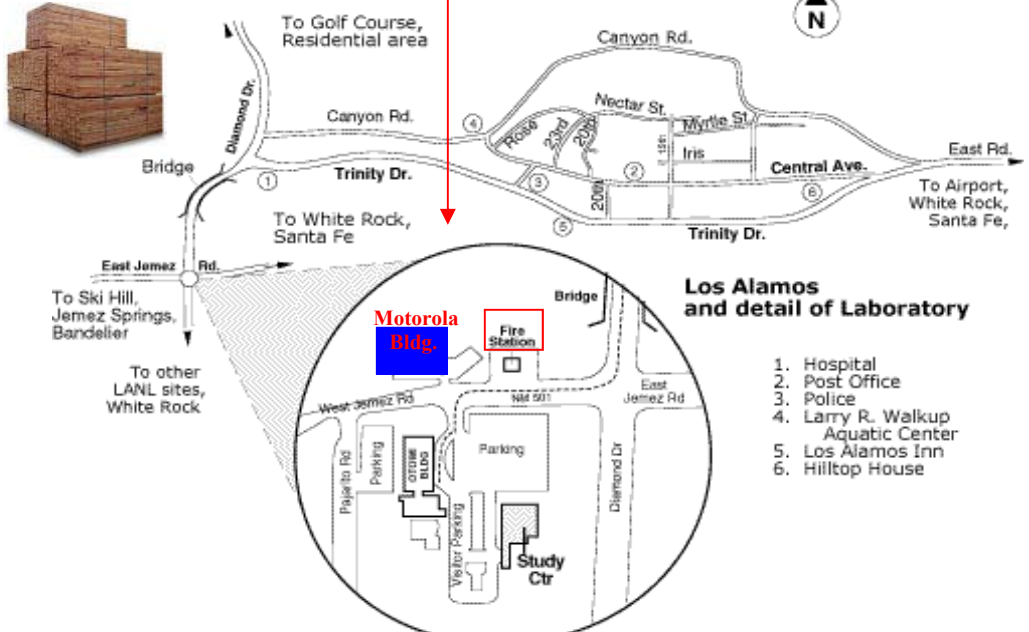 To Golf Course,
Residential area
N
Canyon Rd.
Diamond Dr.
Canyon Rd.
4
Rose
23rd
20th
Nectar St.
Myrtle St.
15th
Iris
Bridge
1
Trinity Dr.
3
2
20th
Central Ave.
6
East Rd.
To Airport,
White Rock,
Santa Fe,
To White Rock,
Santa Fe
5
Trinity Dr.
East Jemez Rd.
To Ski Hill,
Jemez Springs,
Bandelier
To other
LANL sites,
White Rock
Los Alamos
and detail of Laboratory
Bridge
Motorola
Bldg.
Fire
Station
West Jemez Rd
NM 501
East
Jemez Rd
Pajarito Rd
Parking
OTOWI
BLDG
Parking
Diamond Dr
Visitor Parking
Study
Ctr
1. Hospital
2. Post Office
3. Police
4. Larry R. Walkup
Aquatic Center
5. Los Alamos Inn
6. Hilltop House